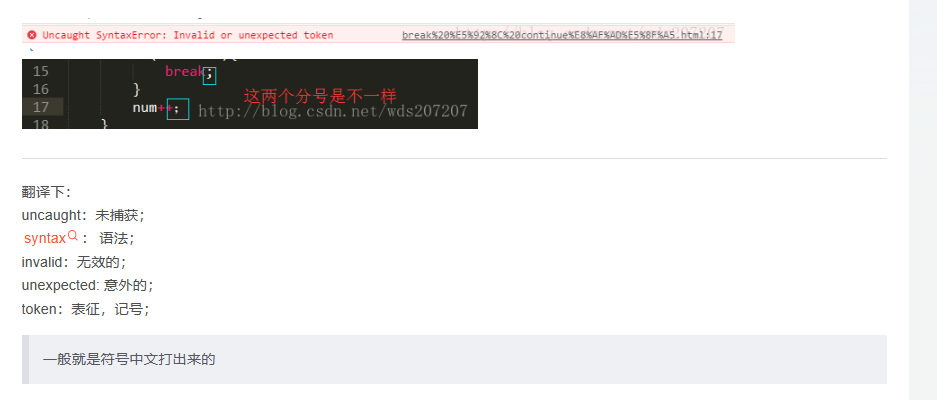 Uncaught SyntaxError: Invalid or unexpected token break%20%E5%92%8C%20continue%E8%AF%AD%E5%8F%A5.html:17
15 break;
16 }
17 num++；
18 }
这两个分号是不一样
http://blog.csdn.net/wds207207
翻译下：
uncaught：未捕获；
syntax： 语法；
invalid：无效的；
unexpected: 意外的；
token：表征，记号；
一般就是符号中文打出来的